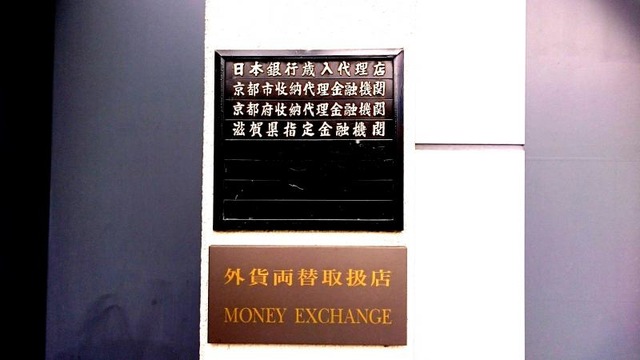 日本銀行歳入代理店
京都市収納代理金融機関
京都府収納代理金融機関
滋賀県指定金融機関
外貨両替取扱店
MONEY EXCHANGE